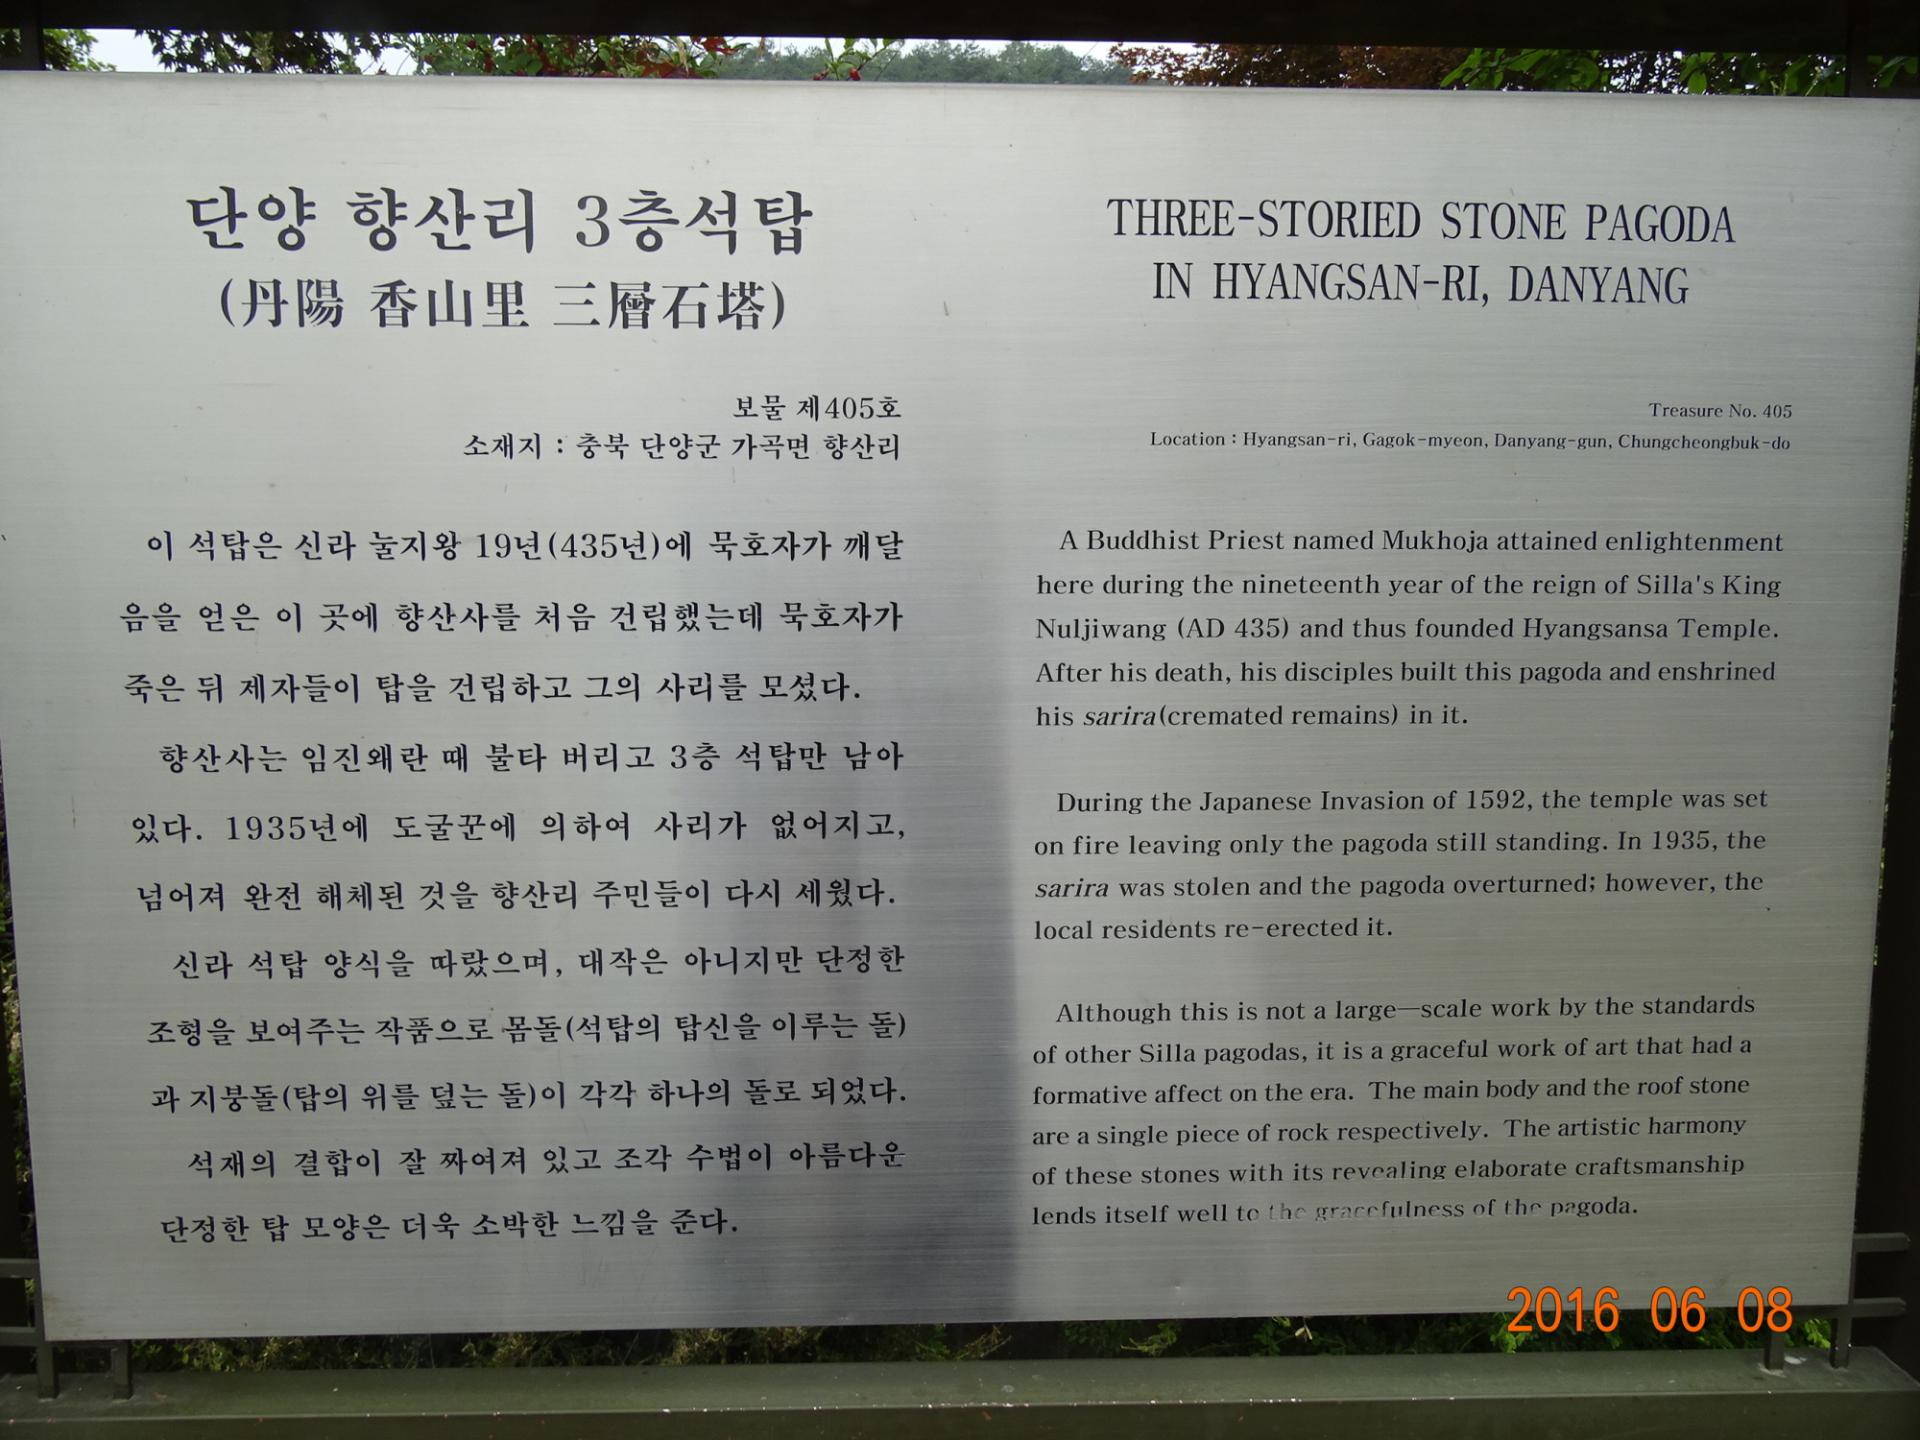 단양 향산리 3층석탑
(丹陽 香山里 三層石塔)
보물 제405호
소재지 : 충북 단양군 가곡면 향산리
이 석탑은 신라 눌지왕 19년(435년)에 묵호자가 깨달
음을 얻은 이 곳에 향산사를 처음 건립했는데 묵호자가
죽은 뒤 제자들이 탑을 건립하고 그의 사리를 모셨다.
향산사는 임진왜란 때 불타 버리고 3층 석탑만 남아
있다. 1935년에 도굴꾼에 의하여 사리가 없어지고,
넘어져 완전 해체된 것을 향산리 주민들이 다시 세웠다.
신라 석탑 양식을 따랐으며, 대작은 아니지만 단정한
조형을 보여주는 작품으로 몸돌(석탑의 탑신을 이루는 돌)
과 지붕돌(탑의 위를 덮는 돌)이 각각 하나의 돌로 되었다.
석재의 결합이 잘 짜여져 있고 조각 수법이 아름다운
단정한 탑 모양은 더욱 소박한 느낌을 준다.
THREE-STORIED STONE PAGODA
IN HYANGSAN-RI, DANYANG
Treasure No. 405
Location : Hyangsan-ri, Gagok-myeon, Danyang-gun, Chungcheongbuk-do
A Buddhist Priest named Mukhoja attained enlightenment
here during the nineteenth year of the reign of Silla's King
Nuljiwang (AD 435) and thus founded Hyangsansa Temple.
After his death, his disciples built this pagoda and enshrined
his sarira(cremated remains) in it.
During the Japanese Invasion of 1592, the temple was set
on fire leaving only the pagoda still standing. In 1935, the
sarira was stolen and the pagoda overturned; however, the
local residents re-erected it.
Although this is not a large—scale work by the standards
of other Silla pagodas, it is a graceful work of art that had a
formative affect on the era. The main body and the roof stone
are a single piece of rock respectively. The artistic harmony
of these stones with its revealing elaborate craftsmanship
lends itself well to the gracefulness of the pagoda.
2016 06 08